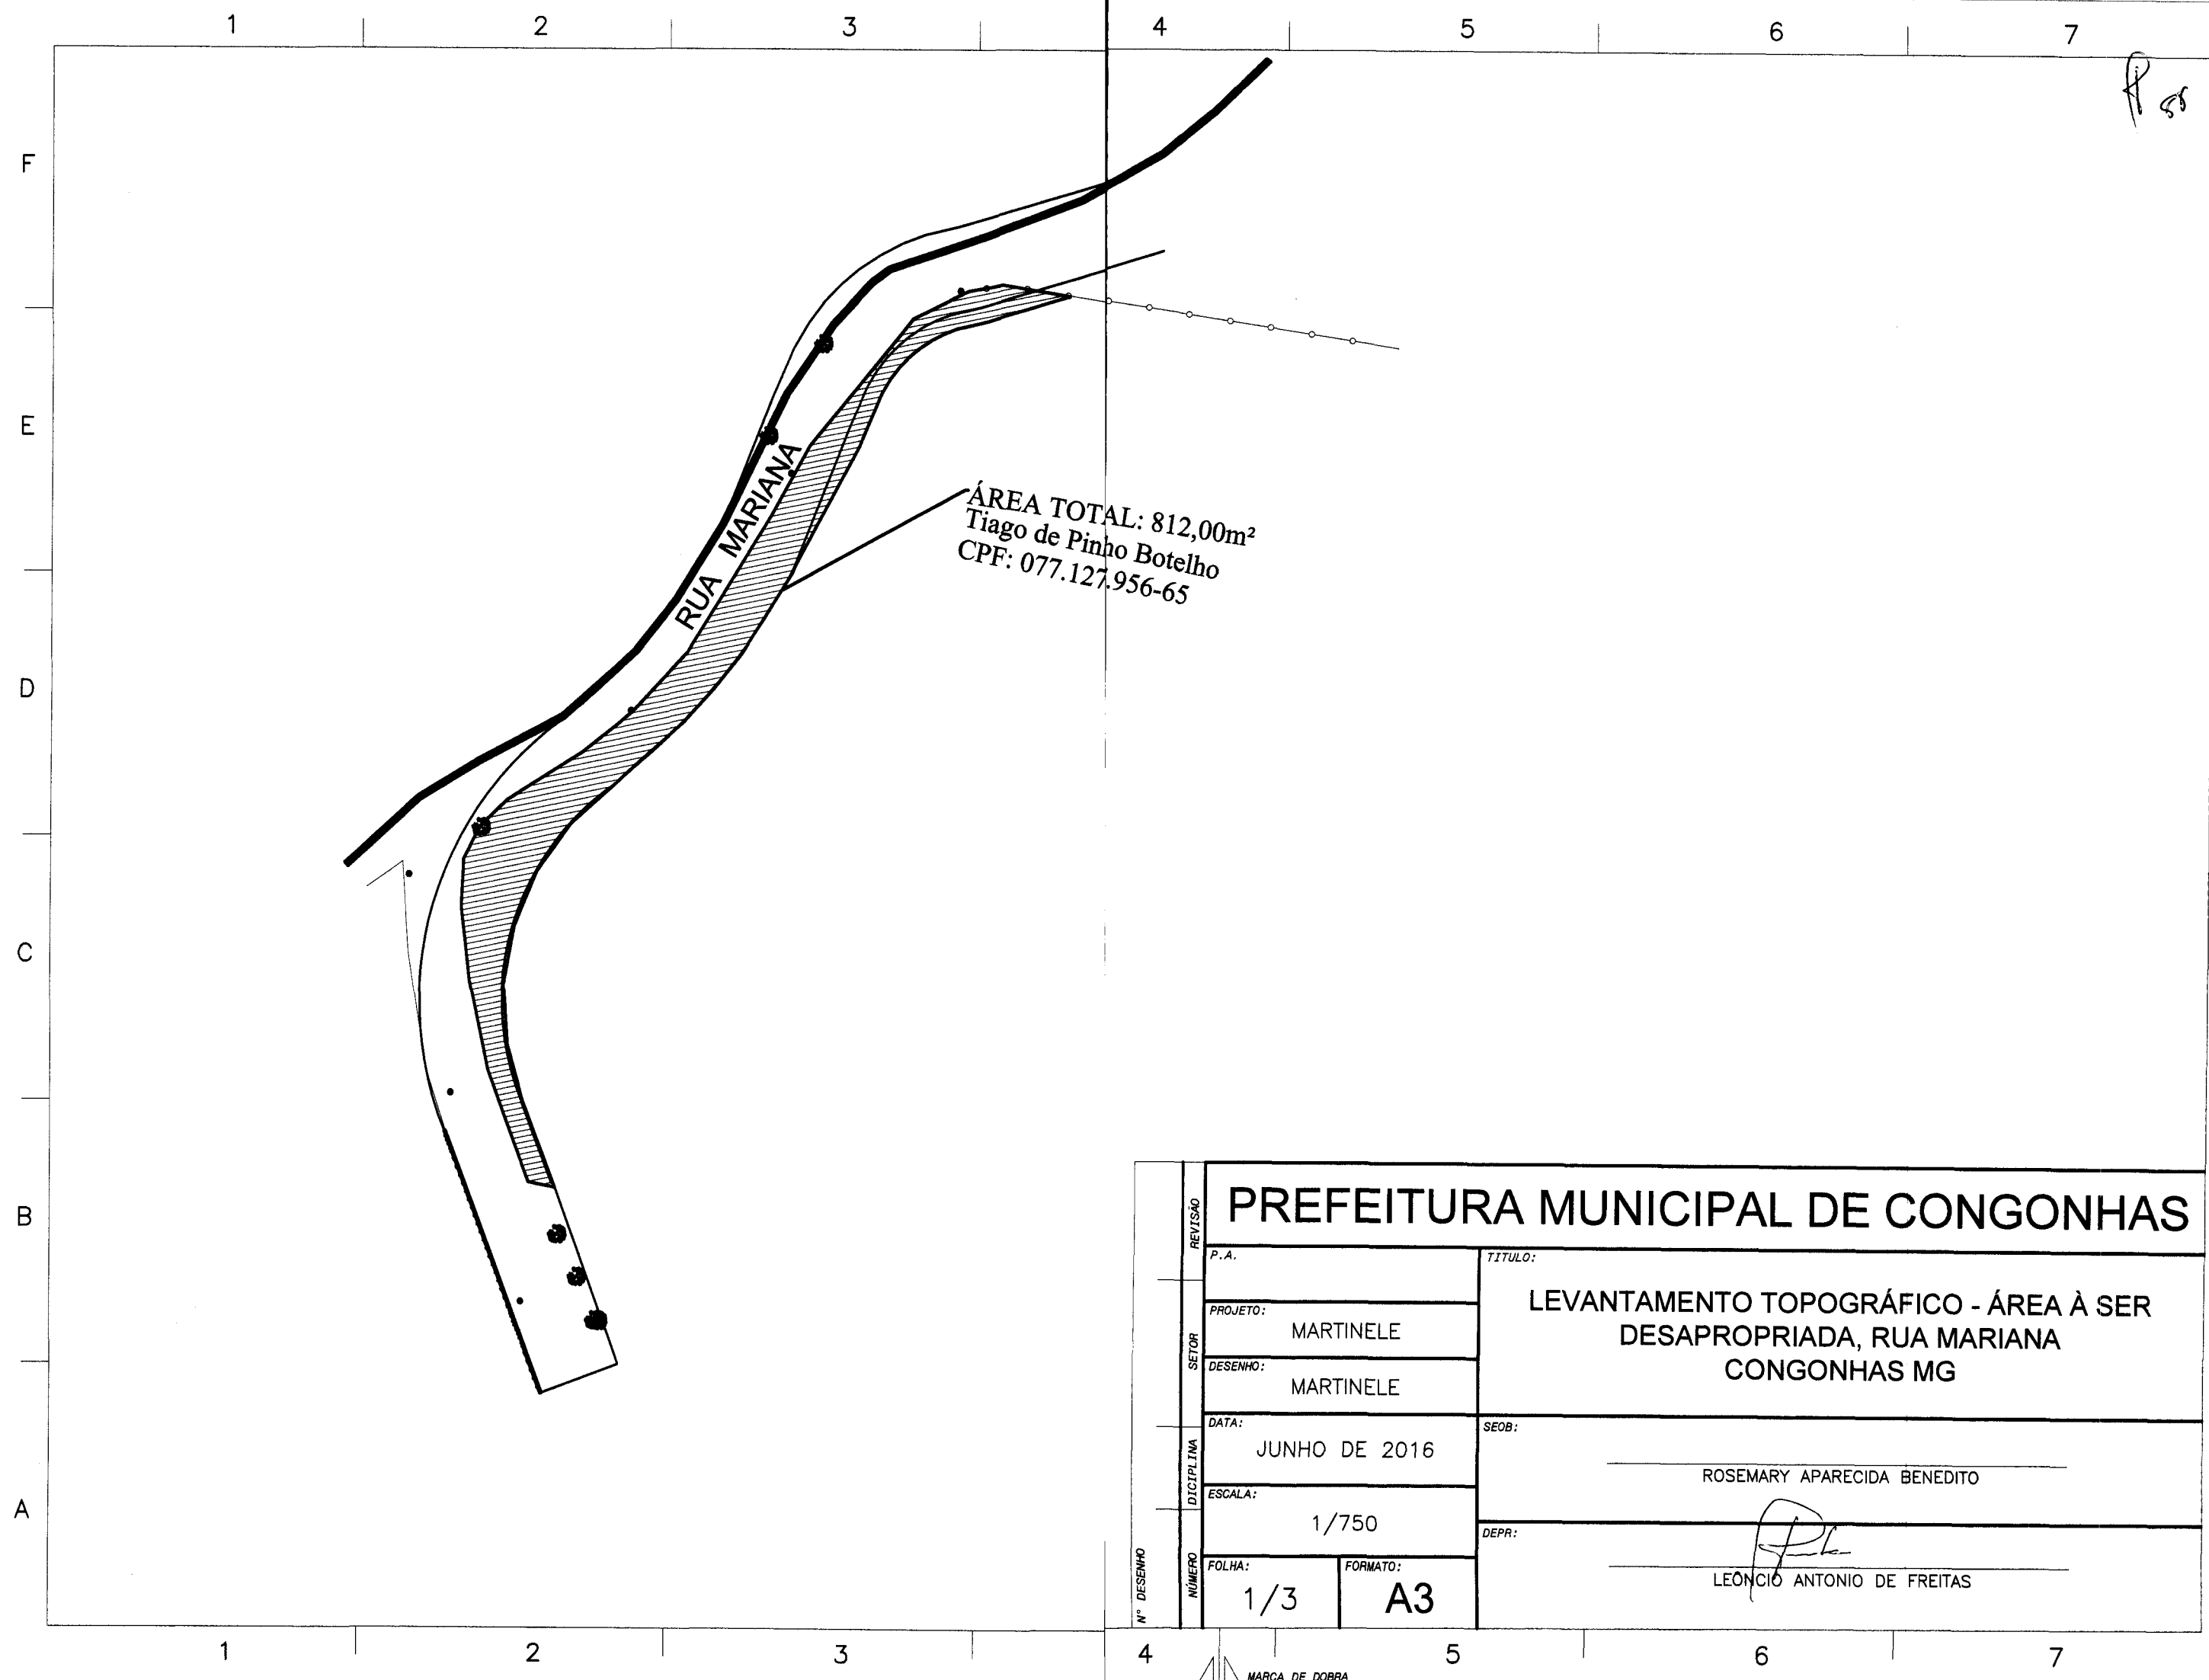 1 2 3 4 5 6 7
F
E
D
C
B
A
RUA MARIANA
ÁREA TOTAL: 812,00m²
Tiago de Pinho Botelho
CPF: 077.127.956-65
REVISÃO
SETOR
DICIPLINA
NÚMERO
N° DESENHO
PREFEITURA MUNICIPAL DE CONGONHAS
P.A.
PROJETO:
MARTINELE
DESENHO:
MARTINELE
DATA:
JUNHO DE 2016
ESCALA:
1/750
FOLHA:
1/3
FORMATO:
A3
TITULO:
LEVANTAMENTO TOPOGRÁFICO - ÁREA À SER
DESAPROPRIADA, RUA MARIANA
CONGONHAS MG
SEOB:
ROSEMARY APARECIDA BENEDITO
DEPR:
LEÔNCIO ANTONIO DE FREITAS
1 2 3 4 5 6 7
MARCA DE DOBRA